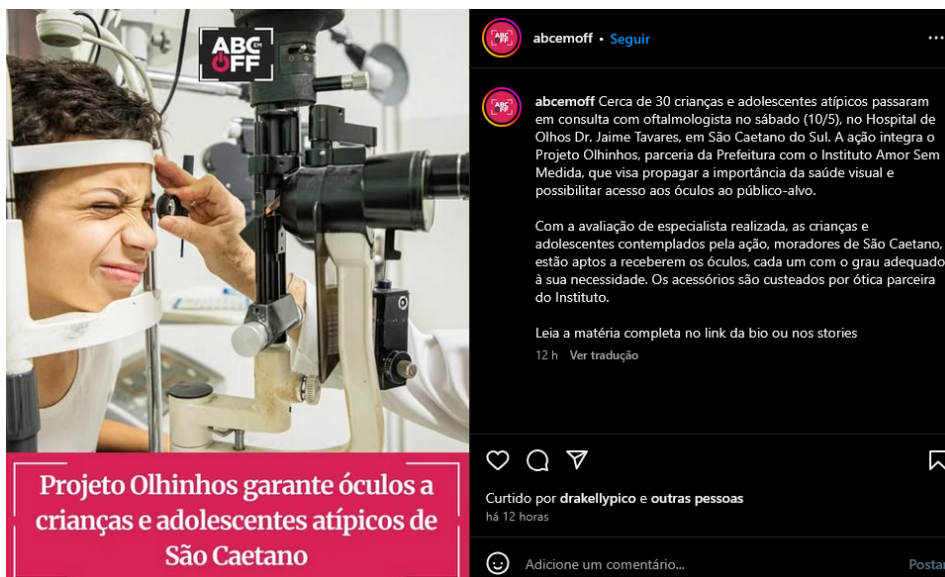 ABC EM
OFF
Projeto Olhinhos garante óculos a
crianças e adolescentes atípicos de
São Caetano
abcemoff • Seguir
abcemoff Cerca de 30 crianças e adolescentes atípicos passaram
em consulta com oftalmologista no sábado (10/5), no Hospital de
Olhos Dr. Jaime Tavares, em São Caetano do Sul. A ação integra o
Projeto Olhinhos, parceria da Prefeitura com o Instituto Amor Sem
Medida, que visa propagar a importância da saúde visual e
possibilitar acesso aos óculos ao público-alvo.
Com a avaliação de especialista realizada, as crianças e
adolescentes contemplados pela ação, moradores de São Caetano,
estão aptos a receberem os óculos, cada um com o grau adequado
à sua necessidade. Os acessórios são custeados por ótica parceira
do Instituto.
Leia a matéria completa no link da bio ou nos stories
12 h Ver tradução
Curtido por drakellypico e outras pessoas
há 12 horas
Adicione um comentário...
Postar